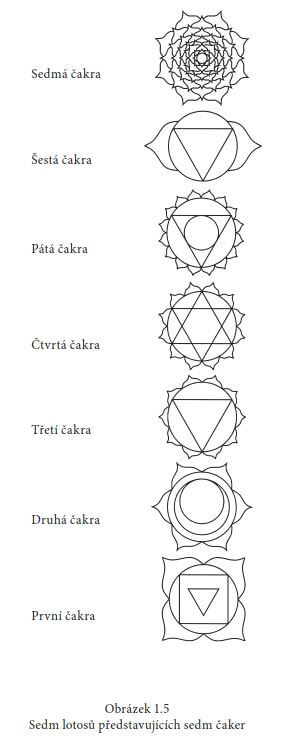 Sedmá čakra
Šestá čakra
Pátá čakra
Čtvrtá čakra
Třetí čakra
Druhá čakra
První čakra
Obrázek 1.5
Sedm lotosů představujících sedm čaker